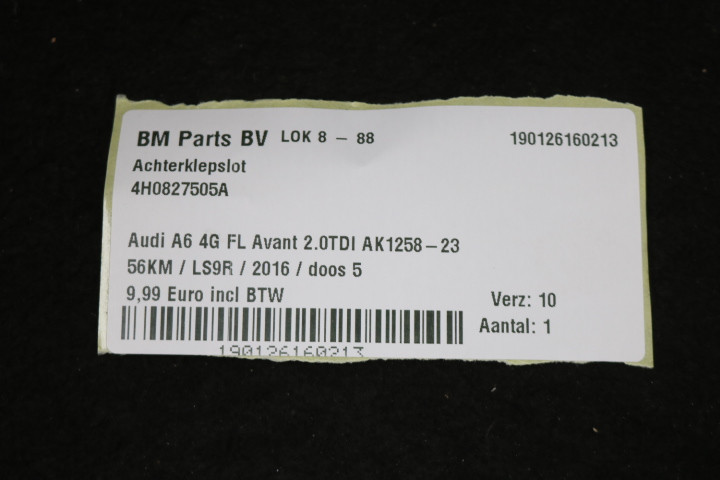 BM Parts BV LOK 8 - 88 190126160213
Achterklepslot
4H0827505A
Audi A6 4G FL Avant 2.0TDI AK1258-23
56KM / LS9R / 2016 / doos 5
9,99 Euro incl BTW Verz: 10
Aantal: 1
190126160213